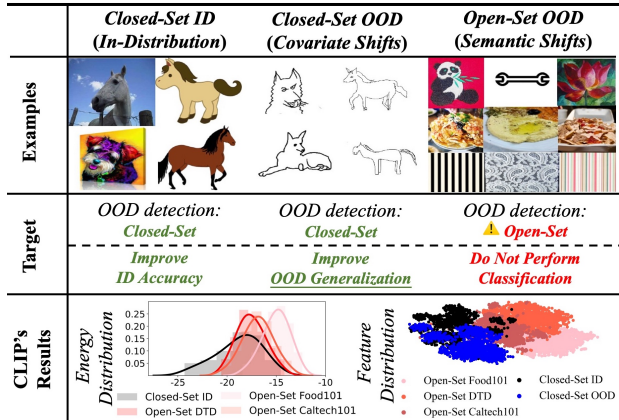 Closed-Set ID
(In-Distribution)
Closed-Set OOD
(Covariate Shifts)
Open-Set OOD
(Semantic Shifts)
Examples
Target
OOD detection:
Closed-Set
OOD detection:
Closed-Set
OOD detection:
Open-Set
Improve
ID Accuracy
Improve
OOD Generalization
Do Not Perform
Classification
CLIP's
Results
Energy
Distribution
0.25
0.20
0.15
0.10
0.05
-25
-20
-15
-10
Closed-Set ID
Open-Set Food101
Open-Set DTD
Open-Set Caltech101
Feature
Distribution
Open-Set Food101
Closed-Set ID
Open-Set DTD
Closed-Set OOD
Open-Set Caltech101